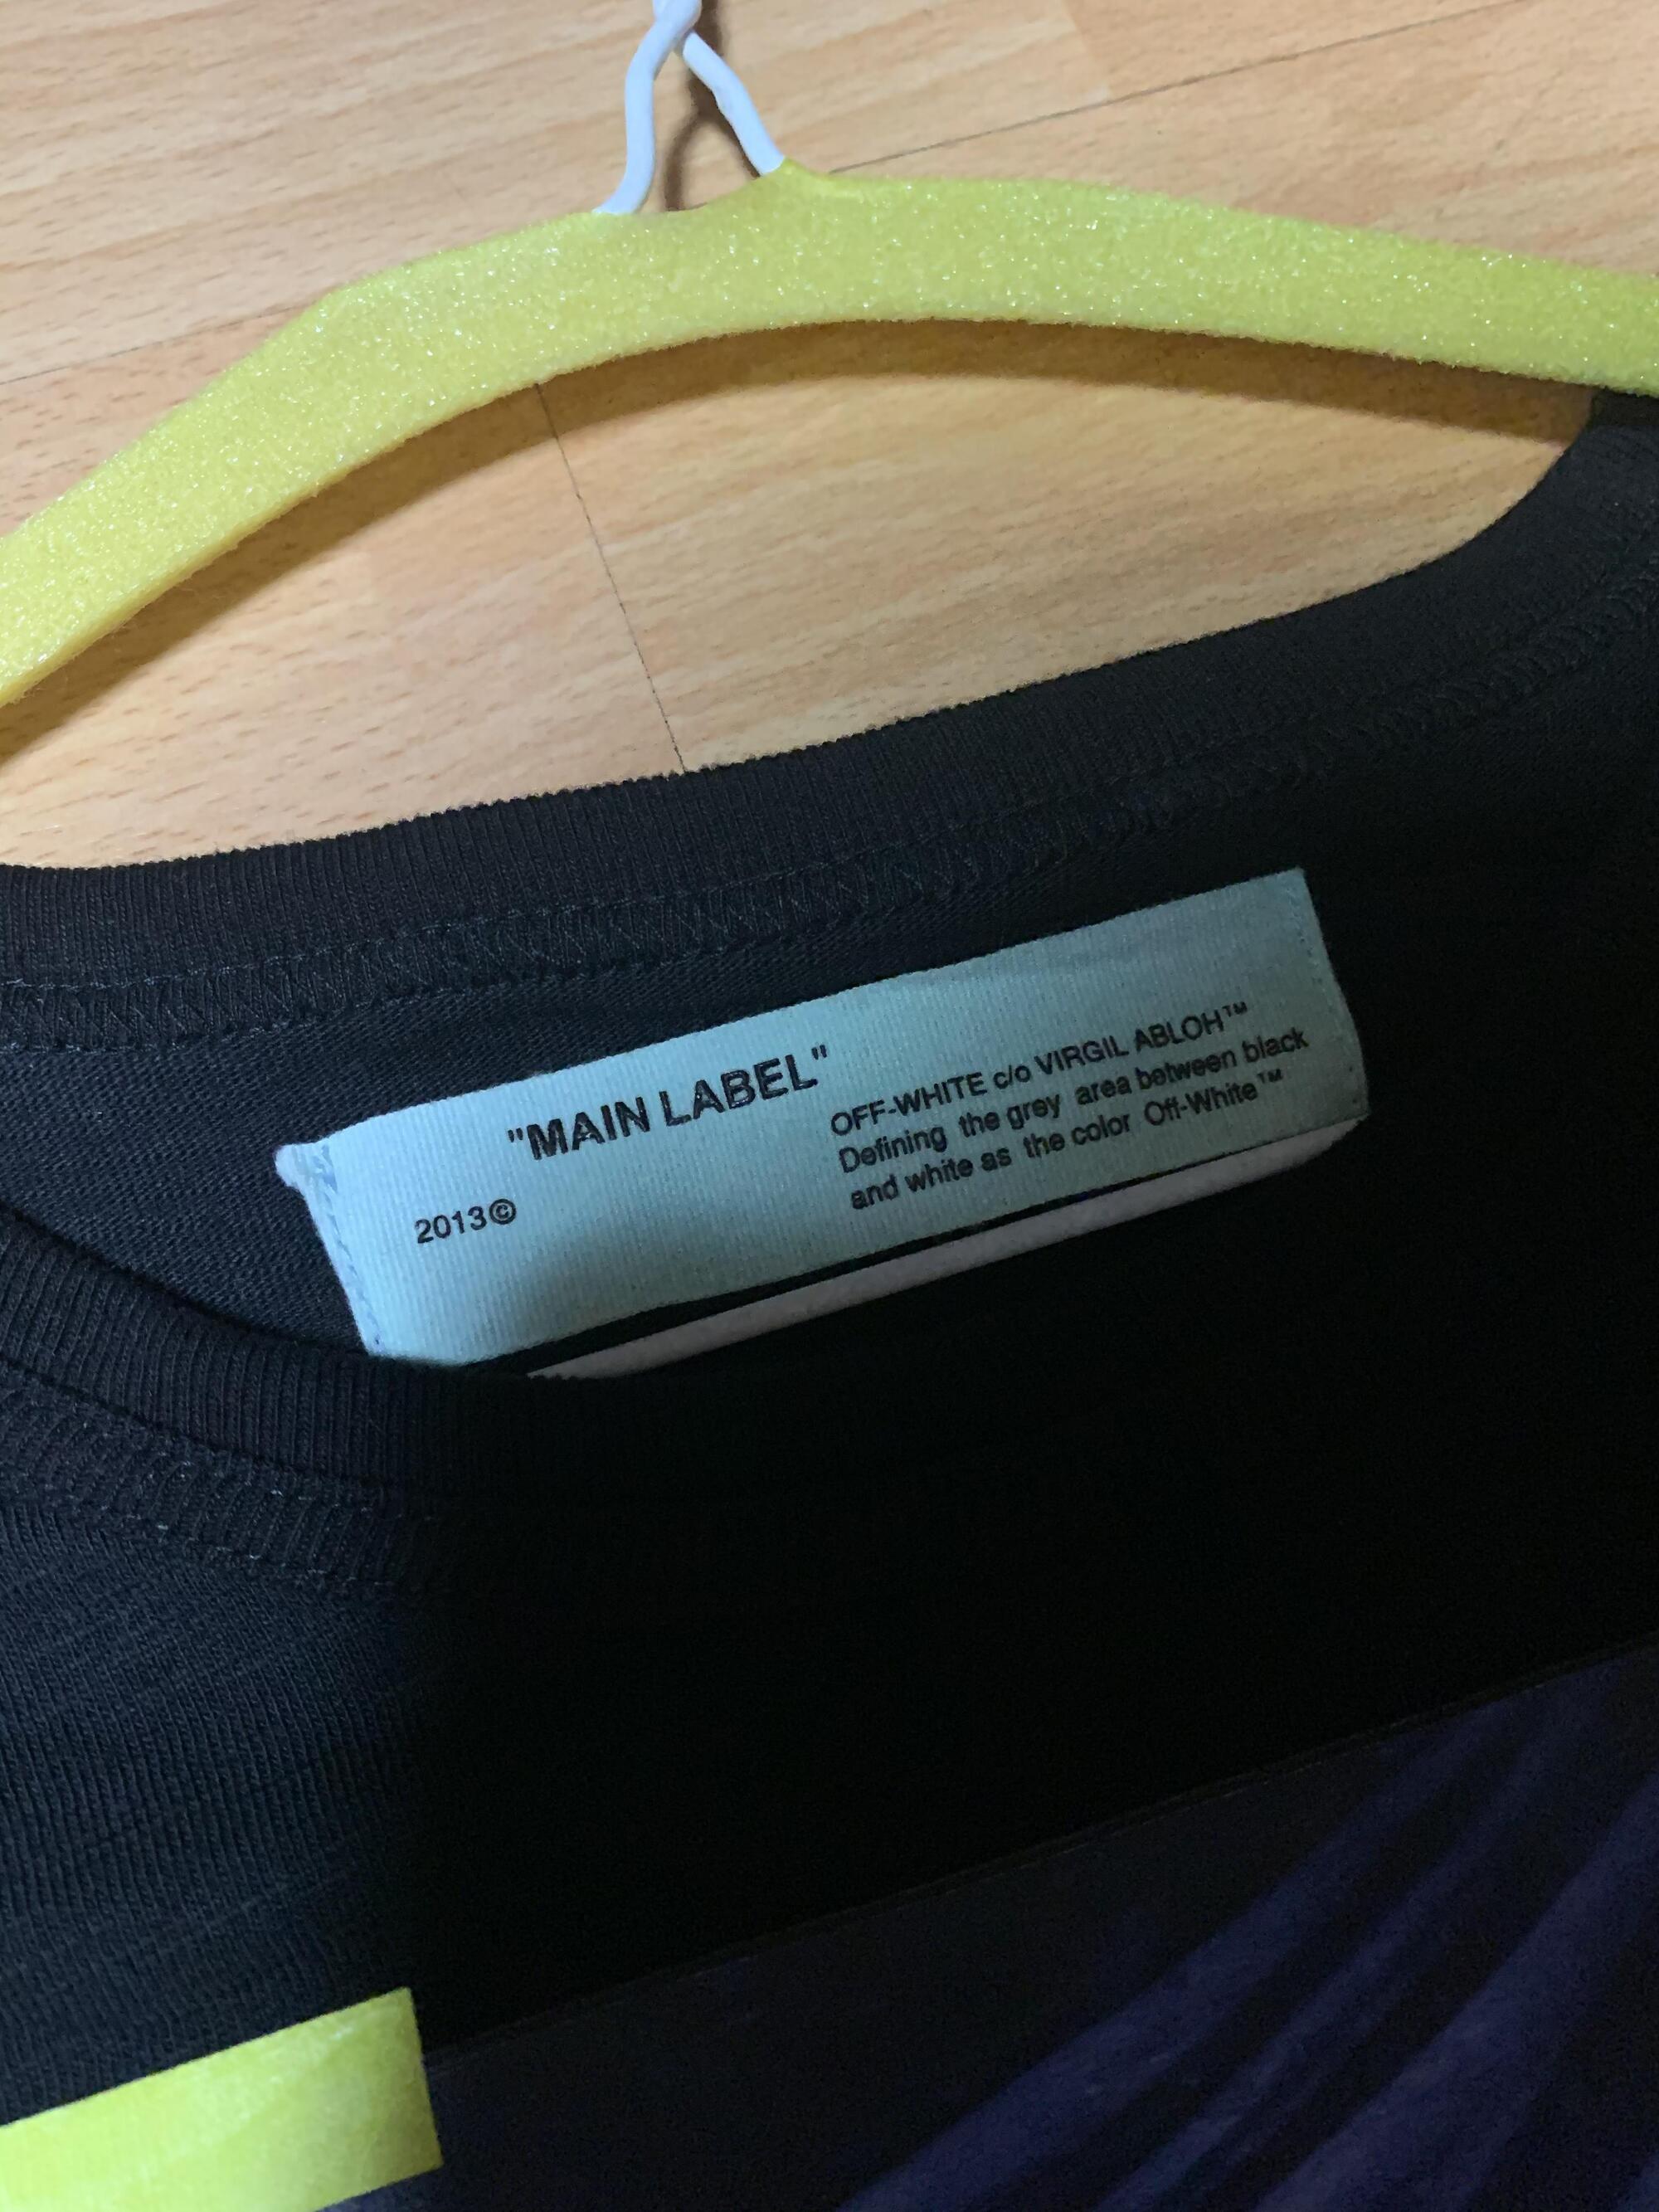 "MAIN LABEL"
2013©
OFF-WHITE c/o VIRGIL ABLOH™
Defining the grey area between black
and white as the color Off-White™